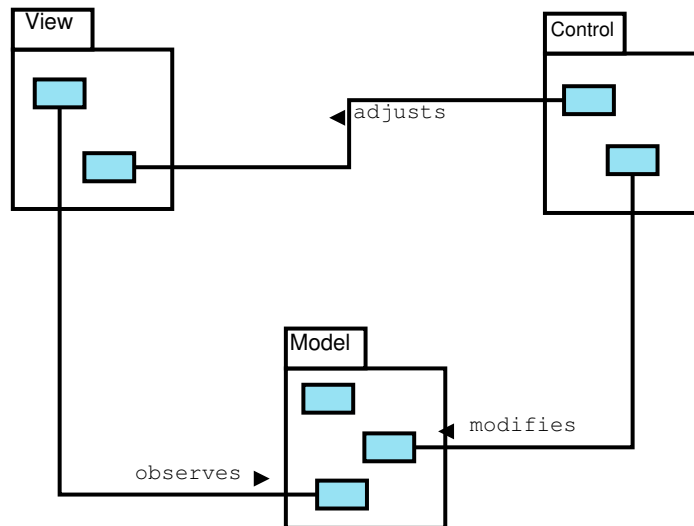 View
Control
adjusts
Model
modifies
observes